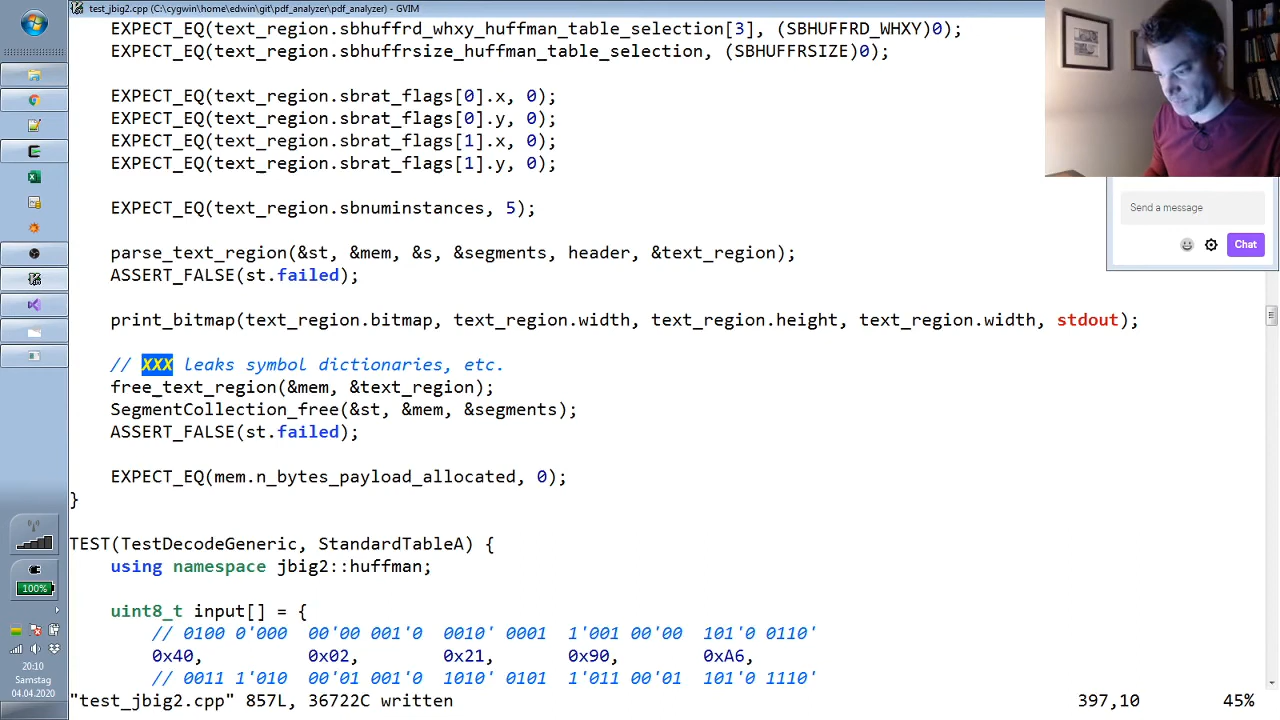 test_jbig2.cpp (C:\cygwin\home\edwin\git\pdf_analyzer\pdf_analyzer) - GVIM
EXPECT_EQ(text_region.sbhuffrd_whxy_huffman_table_selection[3], (SBHUFFRD_WHXY)0);
EXPECT_EQ(text_region.sbhuffrsize_huffman_table_selection, (SBHUFFRSIZE)0);
EXPECT_EQ(text_region.sbrat_flags[0].x, 0);
EXPECT_EQ(text_region.sbrat_flags[0].y, 0);
EXPECT_EQ(text_region.sbrat_flags[1].x, 0);
EXPECT_EQ(text_region.sbrat_flags[1].y, 0);
EXPECT_EQ(text_region.sbnuminstances, 5);
parse_text_region(&st, &mem, &s, &segments, header, &text_region);
ASSERT_FALSE(st.failed);
print_bitmap(text_region.bitmap, text_region.width, text_region.height, text_region.width, stdout);
// XXX leaks symbol dictionaries, etc.
free_text_region(&mem, &text_region);
SegmentCollection_free(&st, &mem, &segments);
ASSERT_FALSE(st.failed);
EXPECT_EQ(mem.n_bytes_payload_allocated, 0);
}
TEST(TestDecodeGeneric, StandardTableA) {
using namespace jbig2::huffman;
uint8_t input[] = {
// 0100 0'000 00'00 001'0 0010' 0001 1'001 00'00 101'0 0110'
0x40, 0x02, 0x21, 0x90, 0xA6,
// 0011 1'010 00'01 001'0 1010' 0101 1'011 00'01 101'0 1110'
"test_jbig2.cpp" 857L, 36722C written 397,10 45%
Send a message
Chat
100%
20:10
Samstag
04.04.2020